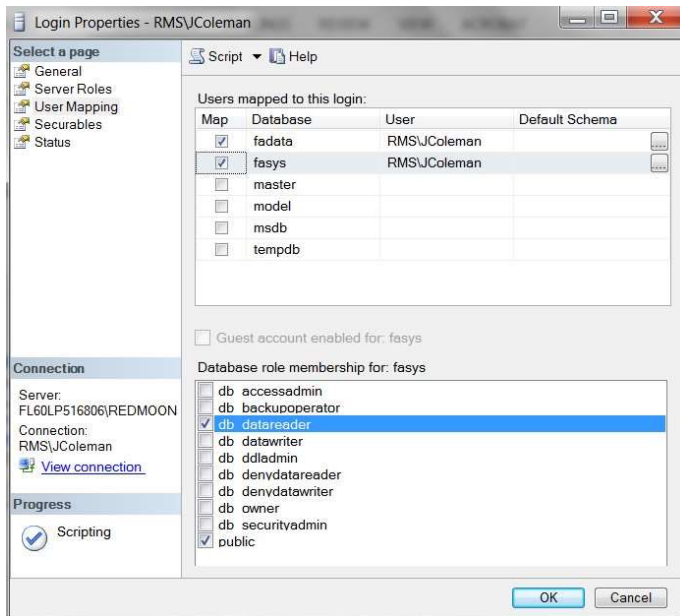 Login Properties - RMS\JColeman
Select a page
General
Server Roles
User Mapping
Securables
Status
Script
Help
Users mapped to this login:
Map Database User Default Schema
fadata RMS\JColeman ...
fasys RMS\JColeman ...
master
model
msdb
tempdb
Guest account enabled for: fasys
Database role membership for: fasys
db_accessadmin
db_backupoperator
db_datareader
db_datawriter
db_ddladmin
db_denydatareader
db_denydatawriter
db_owner
db_securityadmin
public
Connection
Server:
FL60LP516806\REDMOON
Connection:
RMS\JColeman
View connection
Progress
Scripting
OK Cancel